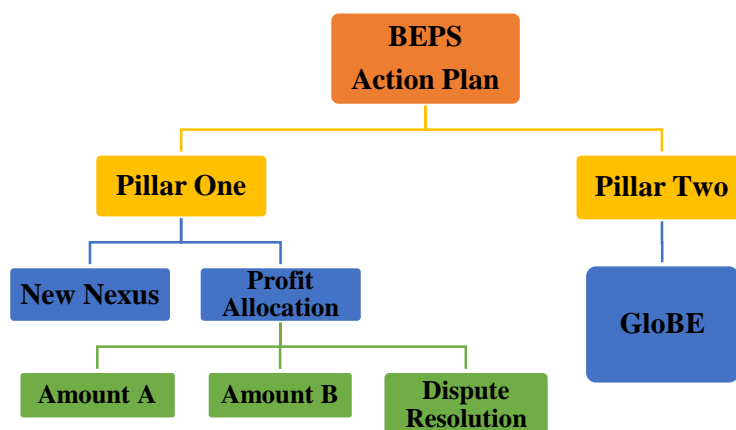 BEPS
Action Plan
Pillar One
Pillar Two
New Nexus
Profit
Allocation
GloBE
Amount A
Amount B
Dispute
Resolution